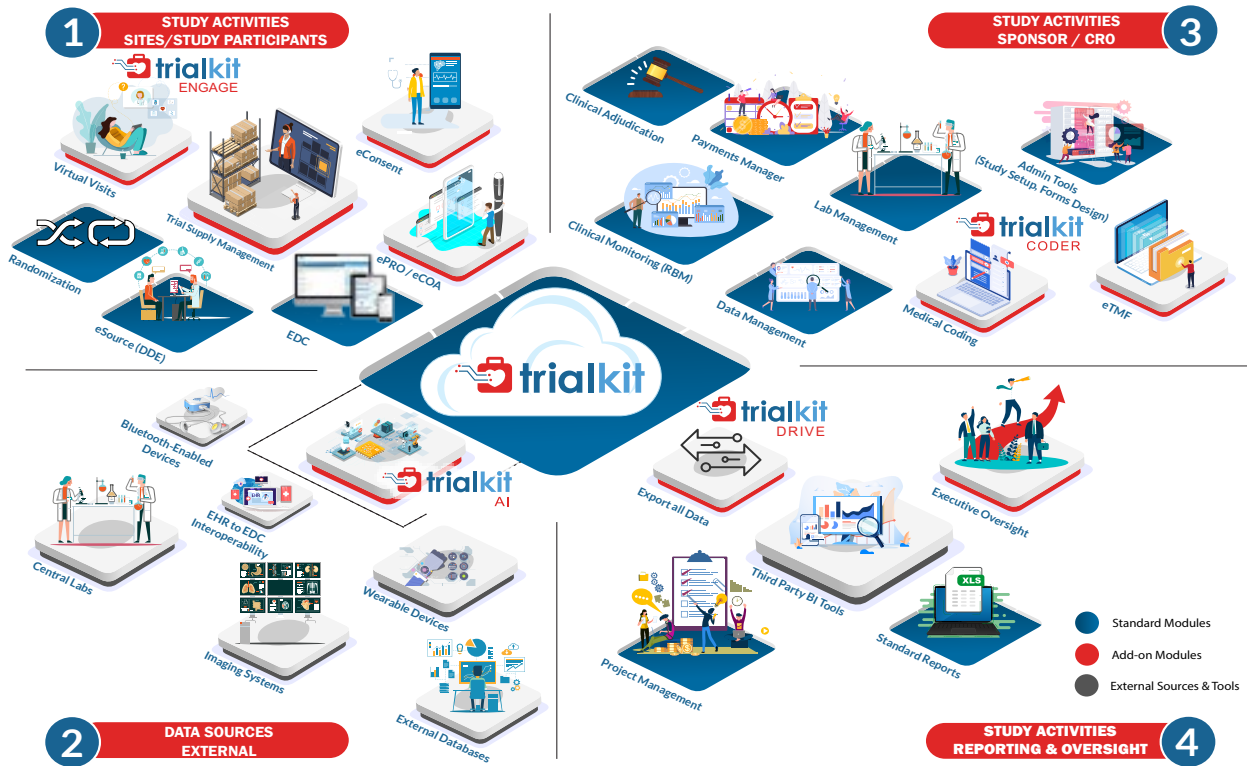 1
STUDY ACTIVITIES
SITES/STUDY PARTICIPANTS
trialkit
ENGAGE
Virtual Visits
eConsent
Trial Supply Management
Randomization
ePRO / eCOA
eSource (DDE)
EDC
STUDY ACTIVITIES
SPONSOR / CRO
3
Clinical Adjudication
Payments Manager
Admin Tools
(Study Setup, Forms Design)
Lab Management
Clinical Monitoring (RBM)
trialkit
CODER
Data Management
Medical Coding
eTMF
trialkit
Bluetooth-Enabled
Devices
trialkit
AI
EHR
EHR to EDC
Interoperability
Central Labs
Wearable Devices
Imaging Systems
External Databases
2
DATA SOURCES
EXTERNAL
trialkit
DRIVE
Export all Data
Executive Oversight
Third Party BI Tools
XLS
Standard Reports
Project Management
Standard Modules
Add-on Modules
External Sources & Tools
STUDY ACTIVITIES
REPORTING & OVERSIGHT
4